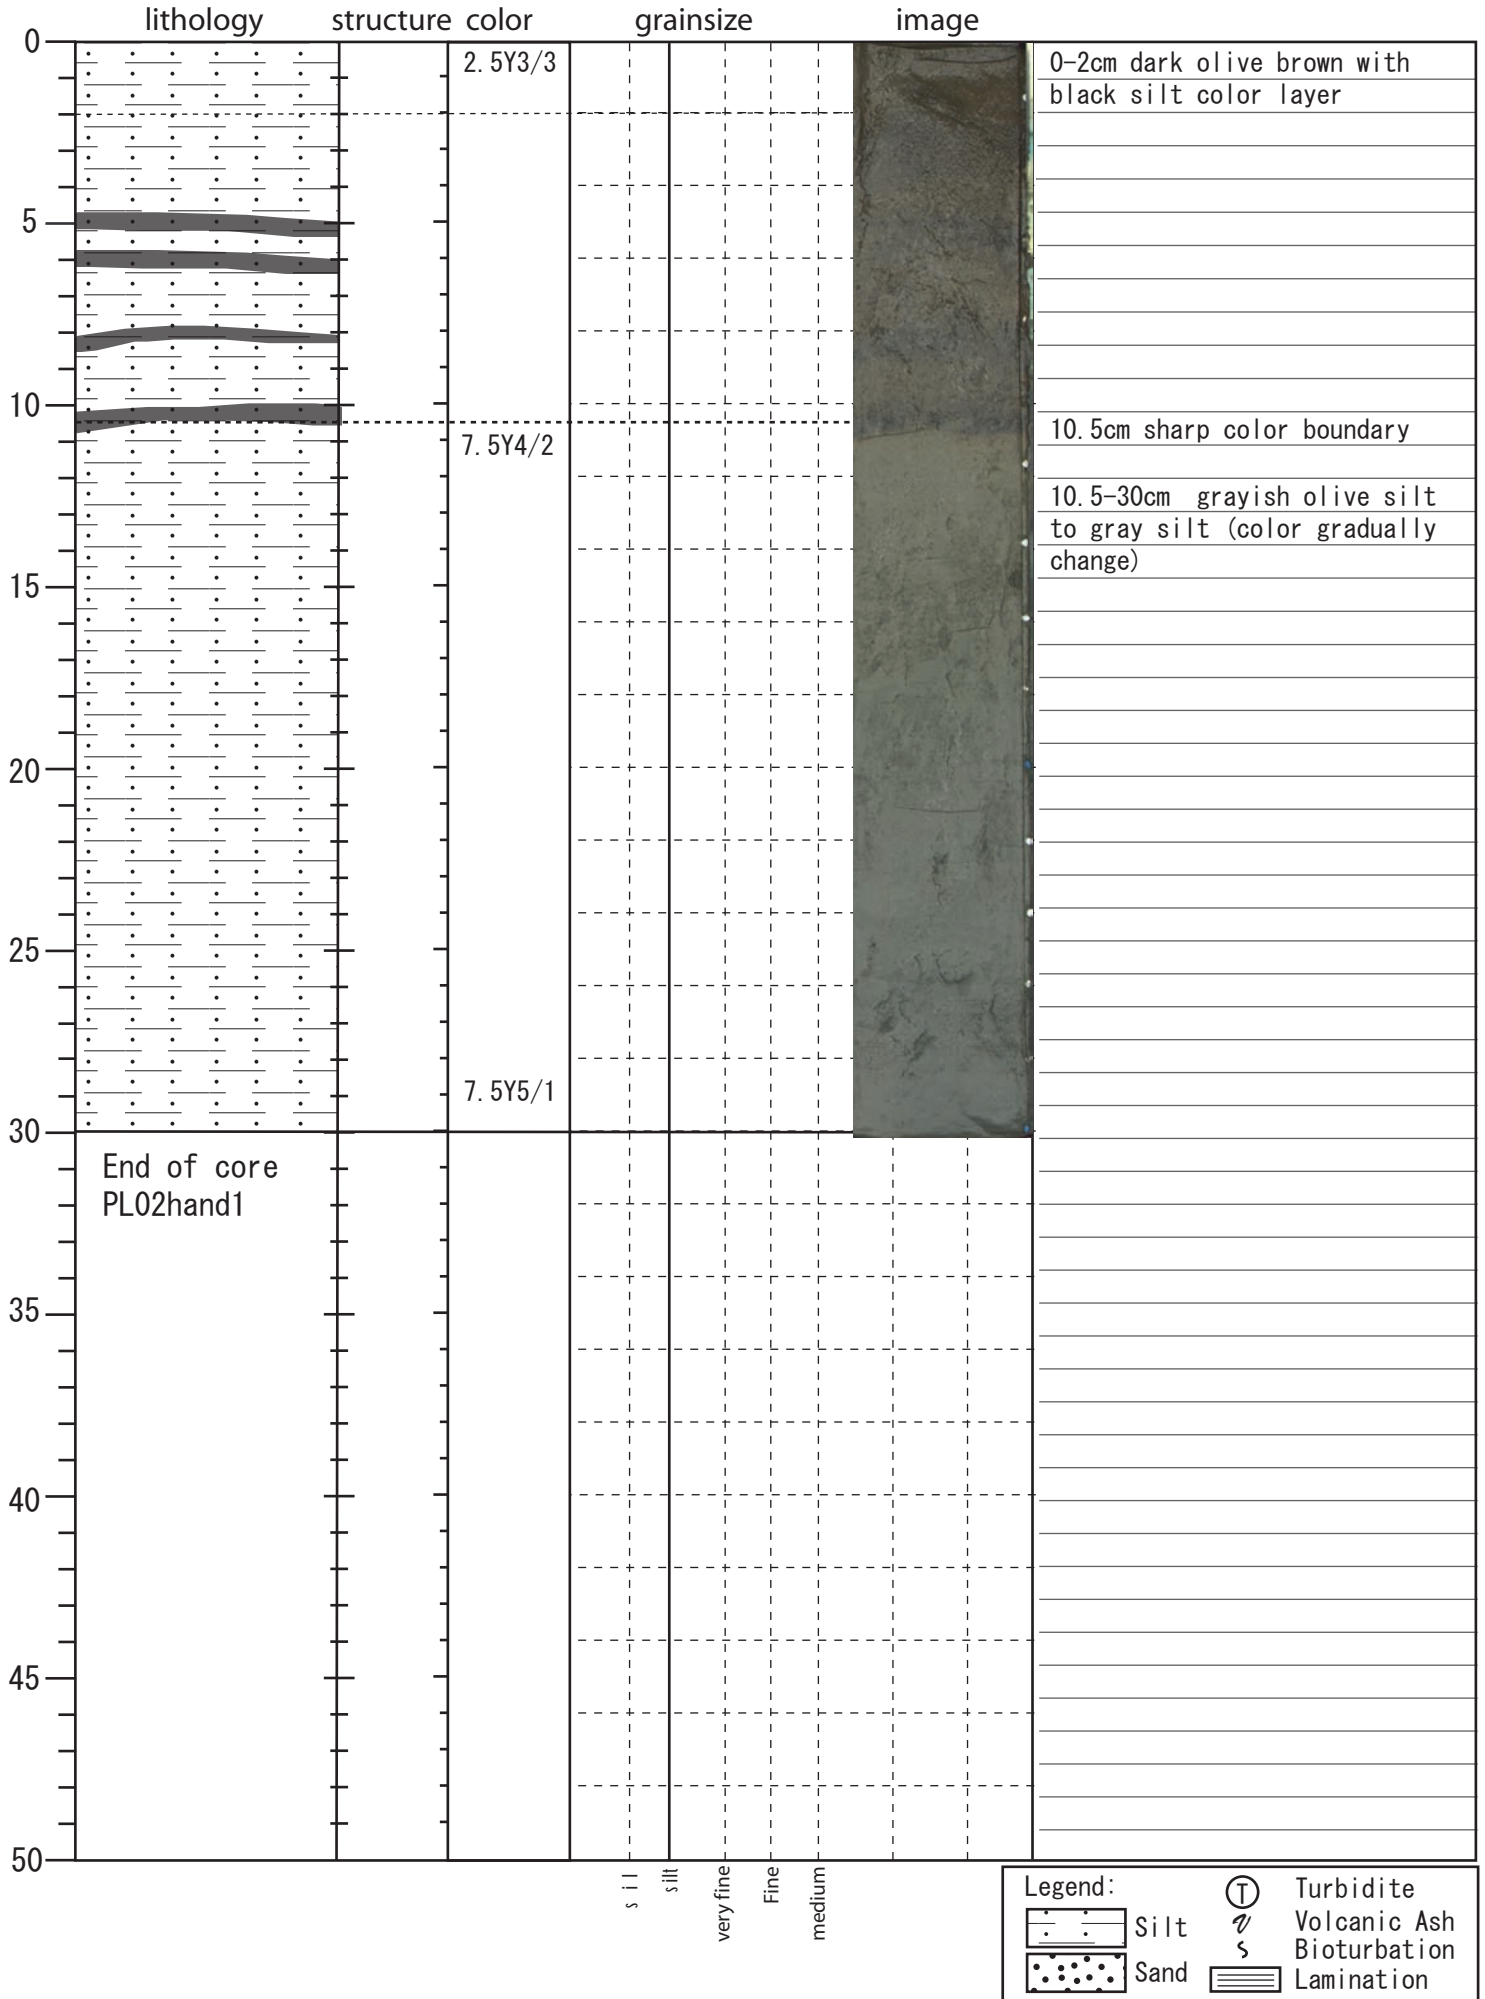 lithology structure color grainsize image
0
2.5Y3/3
0-2cm dark olive brown with
black silt color layer
5
10
10.5cm sharp color boundary
7.5Y4/2
10.5-30cm grayish olive silt
to gray silt (color gradually
change)
15
20
25
7.5Y5/1
30
End of core
PL02hand1
35
40
45
50
sil
silt
very fine
Fine
medium
Legend:
T Turbidite
Silt
Volcanic Ash
Bioturbation
Sand
Lamination